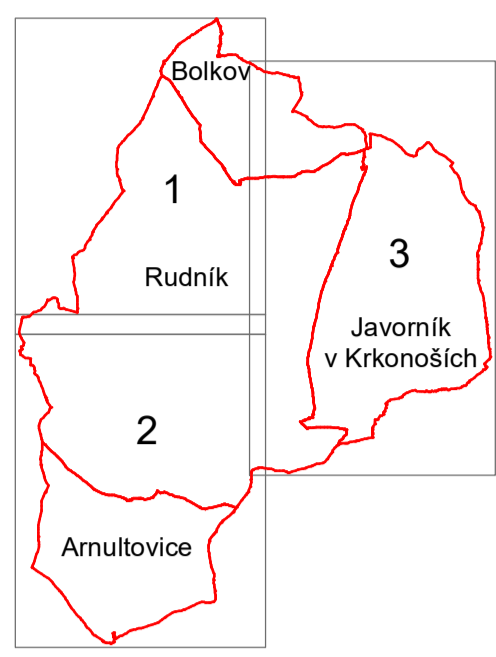 Bolkov
1
Rudník
3
Javorník
v Krkonoších
2
Arnultovice